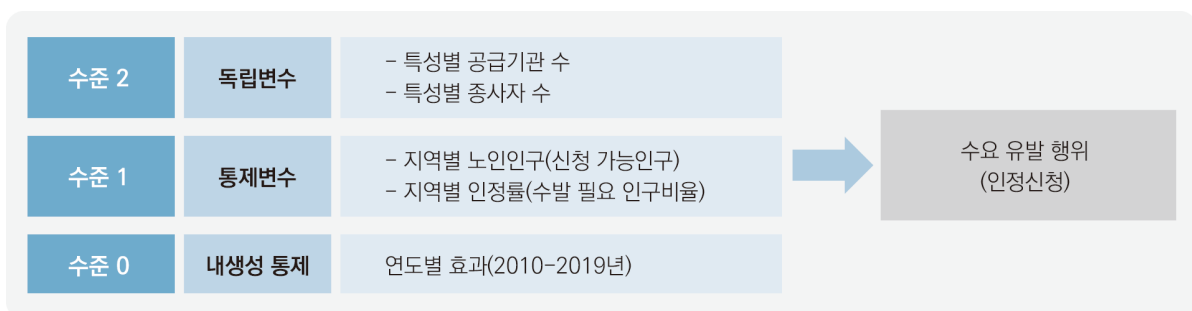 수준 2
독립변수
- 특성별 공급기관 수
- 특성별 종사자 수
수준 1
통제변수
- 지역별 노인인구(신청 가능인구)
- 지역별 인정률(수발 필요 인구비율)
수요 유발 행위
(인정신청)
수준 0
내생성 통제
연도별 효과(2010-2019년)